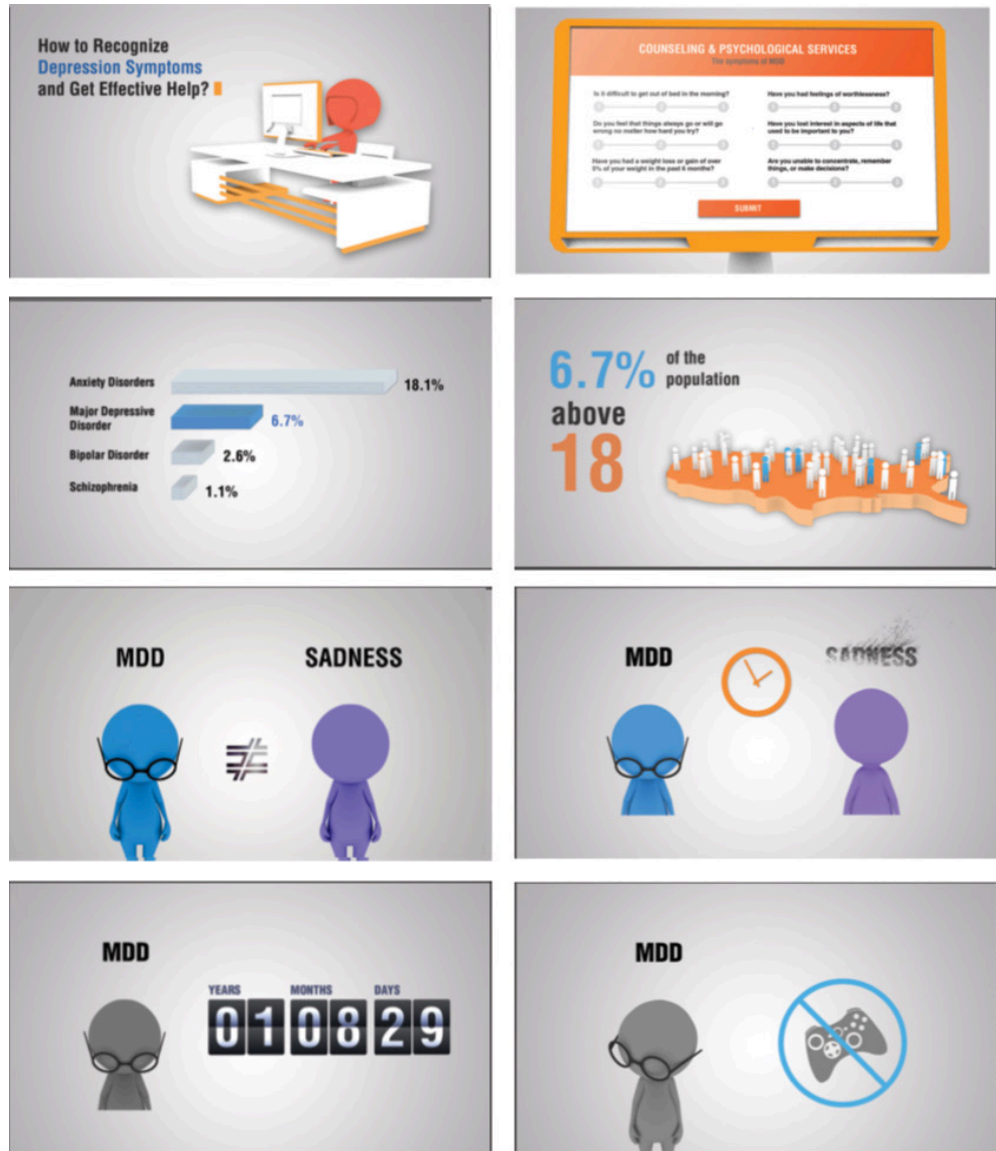 How to Recognize
Depression Symptoms
and Get Effective Help?
COUNSELING & PSYCHOLOGICAL SERVICES
The symptoms of MDD
Is it difficult to get out of bed in the morning?
Do you feel that things always go or will go
wrong no matter how hard you try?
Have you had a weight loss or gain of over
5% of your weight in the past 6 months?
Have you had feelings of worthlessness?
Have you lost interest in aspects of life that
used to be important to you?
Are you unable to concentrate, remember
things, or make decisions?
SUBMIT
Anxiety Disorders 18.1%
Major Depressive
Disorder 6.7%
Bipolar Disorder 2.6%
Schizophrenia 1.1%
6.7% of the
population
above
18
MDD SADNESS
≠
MDD SADNESS
MDD
YEARS MONTHS DAYS
01 08 29
MDD